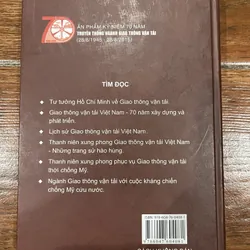 70
ẤN PHẨM KỶ NIỆM 70 NĂM
TRUYỀN THỐNG NGÀNH GIAO THÔNG VẬN TẢI
(28/8/1945 - 28/8/2015)
TÌM ĐỌC
Tư tưởng Hồ Chí Minh về Giao thông vận tải.
Giao thông vận tải Việt Nam - 70 năm xây dựng và
phát triển.
Lịch sử Giao thông vận tải Việt Nam.
Thanh niên xung phong Giao thông vận tải Việt Nam
- Những trang sử hào hùng.
Thanh niên xung phong phục vụ Giao thông vận tải
thời chống Mỹ.
Ngành Giao thông vận tải với cuộc kháng chiến
chống Mỹ cứu nước.